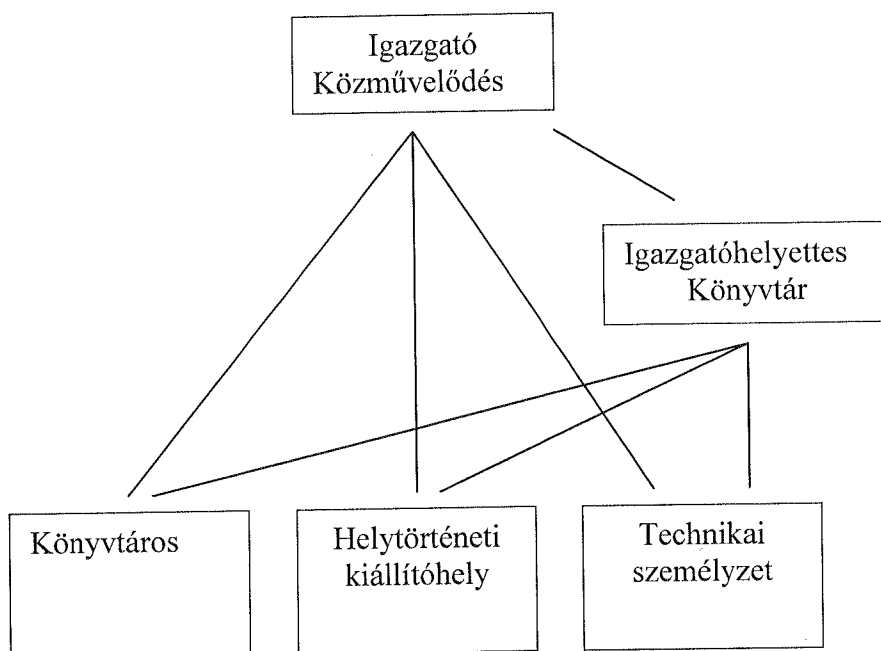 Igazgató
Közművelődés
Igazgatóhelyettes
Könyvtár
Könyvtáros
Helytörténeti
kiállítóhely
Technikai
személyzet